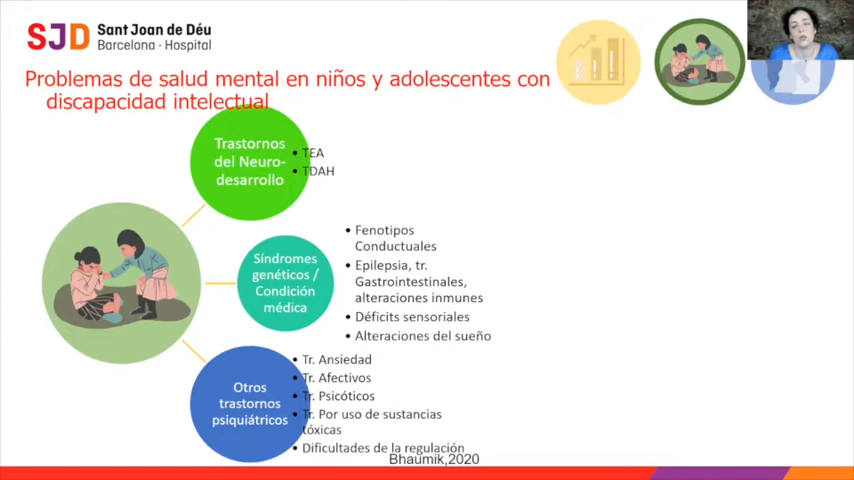 SJD Sant Joan de Déu
Barcelona · Hospital
Problemas de salud mental en niños y adolescentes con
discapacidad intelectual
Trastornos
del Neuro-
desarrollo
• TEA
• TDAH
Síndromes
genéticos /
Condición
médica
• Fenotipos
Conductuales
• Epilepsia, tr.
Gastrointestinales,
alteraciones inmunes
• Déficits sensoriales
• Alteraciones del sueño
Otros
trastornos
psiquiátricos
• Tr. Ansiedad
• Tr. Afectivos
• Tr. Psicóticos
• Tr. Por uso de sustancias
tóxicas
• Dificultades de la regulación
Bhaumik,2020